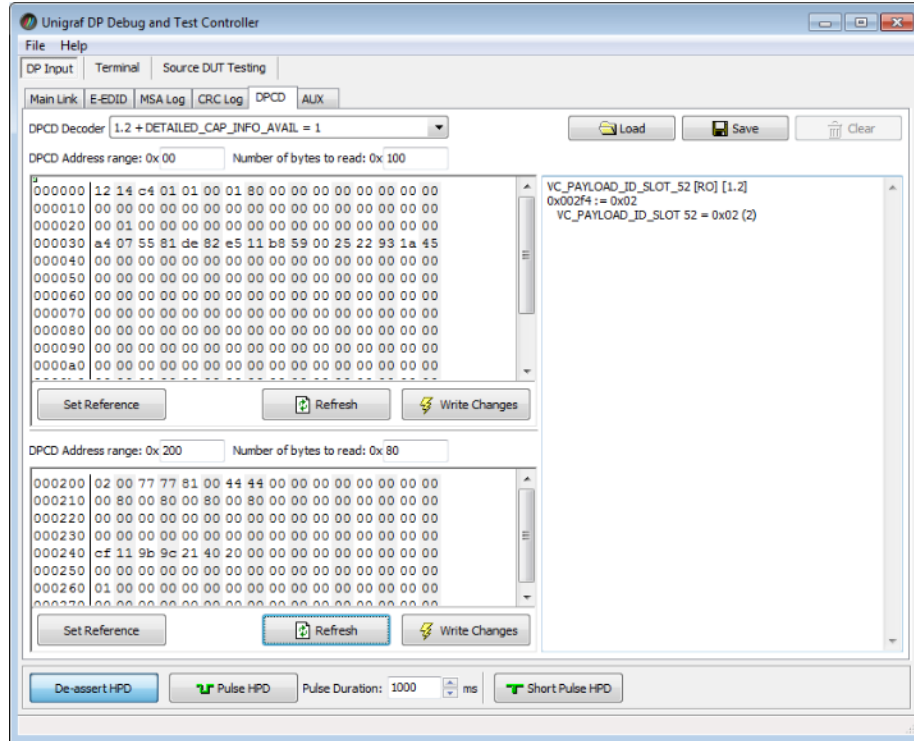 Unigraf DP Debug and Test Controller
File Help
DP Input Terminal Source DUT Testing
Main Link E-EDID MSA Log CRC Log DPCD AUX
DPCD Decoder 1.2 + DETAILED_CAP_INFO_AVAIL = 1 Load Save Clear
DPCD Address range: 0x 00 Number of bytes to read: 0x 100
000000 12 14 c4 01 01 00 01 80 00 00 00 00 00 00 00 00
000010 00 00 00 00 00 00 00 00 00 00 00 00 00 00 00 00
000020 00 01 00 00 00 00 00 00 00 00 00 00 00 00 00 00
000030 a4 07 55 81 de 82 e5 11 b8 59 00 25 22 93 1a 45
000040 00 00 00 00 00 00 00 00 00 00 00 00 00 00 00 00
000050 00 00 00 00 00 00 00 00 00 00 00 00 00 00 00 00
000060 00 00 00 00 00 00 00 00 00 00 00 00 00 00 00 00
000070 00 00 00 00 00 00 00 00 00 00 00 00 00 00 00 00
000080 00 00 00 00 00 00 00 00 00 00 00 00 00 00 00 00
000090 00 00 00 00 00 00 00 00 00 00 00 00 00 00 00 00
0000a0 00 00 00 00 00 00 00 00 00 00 00 00 00 00 00 00
VC_PAYLOAD_ID_SLOT_52 [RO] [1.2]
0x002f4 := 0x02
VC_PAYLOAD_ID_SLOT 52 = 0x02 (2)
Set Reference Refresh Write Changes
DPCD Address range: 0x 200 Number of bytes to read: 0x 80
000200 02 00 77 77 81 00 44 44 00 00 00 00 00 00 00 00
000210 00 80 00 80 00 80 00 80 00 00 00 00 00 00 00 00
000220 00 00 00 00 00 00 00 00 00 00 00 00 00 00 00 00
000230 00 00 00 00 00 00 00 00 00 00 00 00 00 00 00 00
000240 cf 11 9b 9c 21 40 20 00 00 00 00 00 00 00 00 00
000250 00 00 00 00 00 00 00 00 00 00 00 00 00 00 00 00
000260 01 00 00 00 00 00 00 00 00 00 00 00 00 00 00 00
Set Reference Refresh Write Changes
De-assert HPD Pulse HPD Pulse Duration: 1000 ms Short Pulse HPD